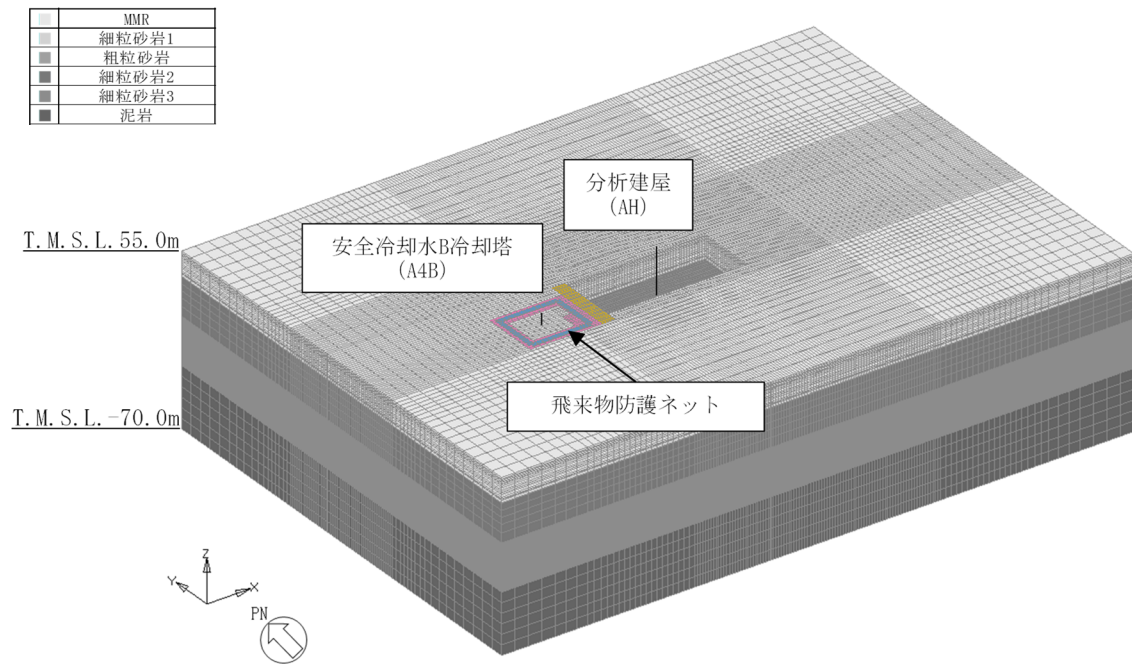 MMR
細粒砂岩1
粗粒砂岩
細粒砂岩2
細粒砂岩3
泥岩
分析建屋
(AH)
T.M.S.L.55.0m
安全冷却水B冷却塔
(A4B)
飛来物防護ネット
T.M.S.L.-70.0m
Z
Y
X
PN